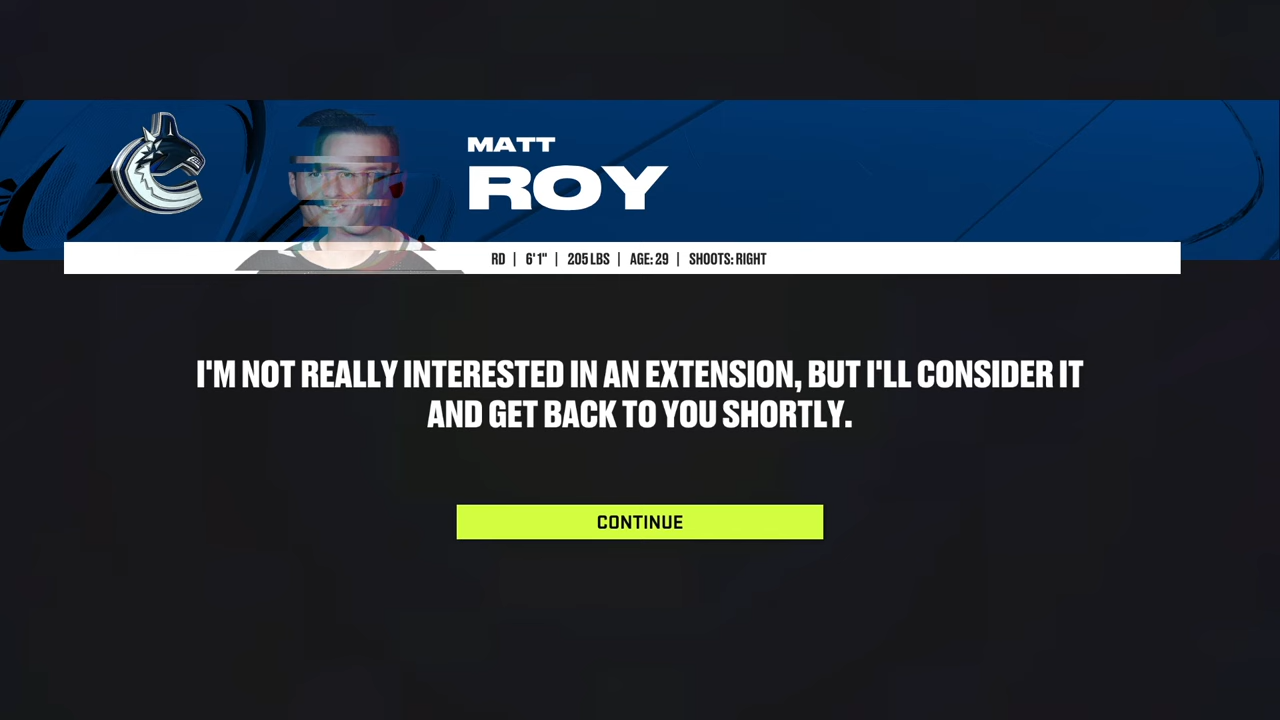 MATT
ROY
RD | 6'1" | 205 LBS | AGE: 29 | SHOOTS: RIGHT
I'M NOT REALLY INTERESTED IN AN EXTENSION, BUT I'LL CONSIDER IT
AND GET BACK TO YOU SHORTLY.
CONTINUE